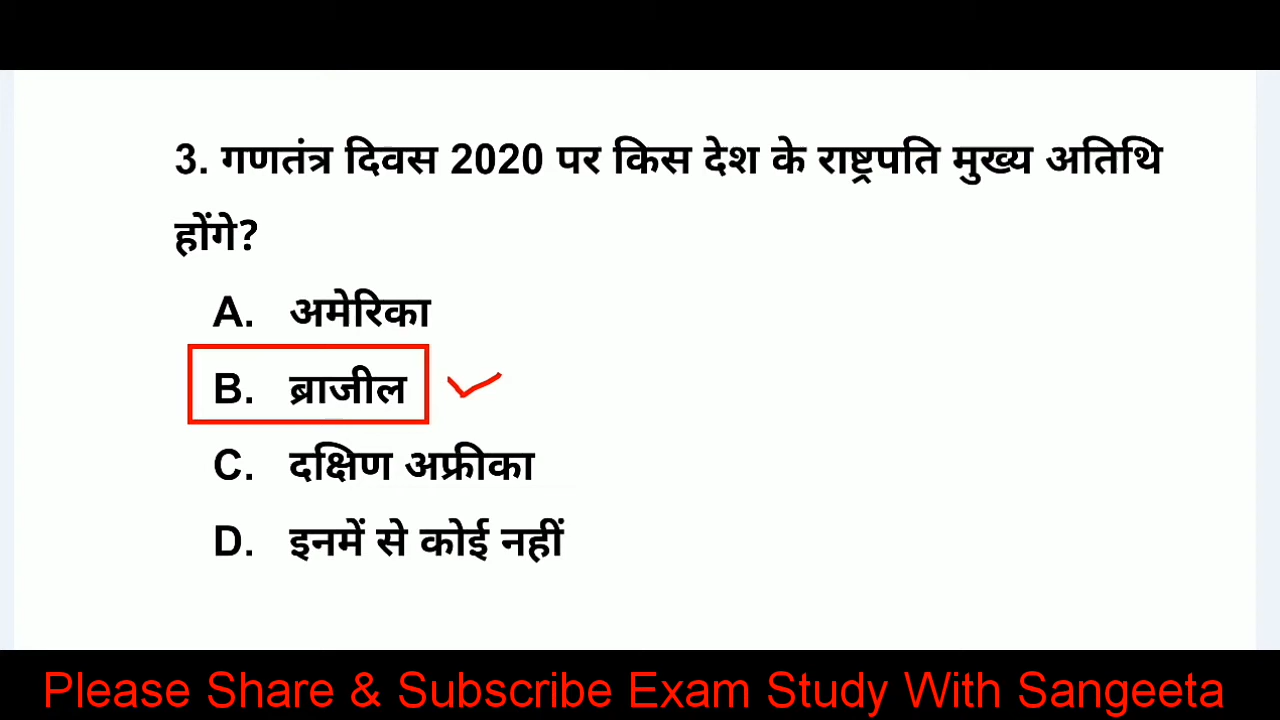 3. गणतंत्र दिवस 2020 पर किस देश के राष्ट्रपति मुख्य अतिथि
होंगे?
A. अमेरिका
B. ब्राजील
C. दक्षिण अफ्रीका
D. इनमें से कोई नहीं
Please Share & Subscribe Exam Study With Sangeeta